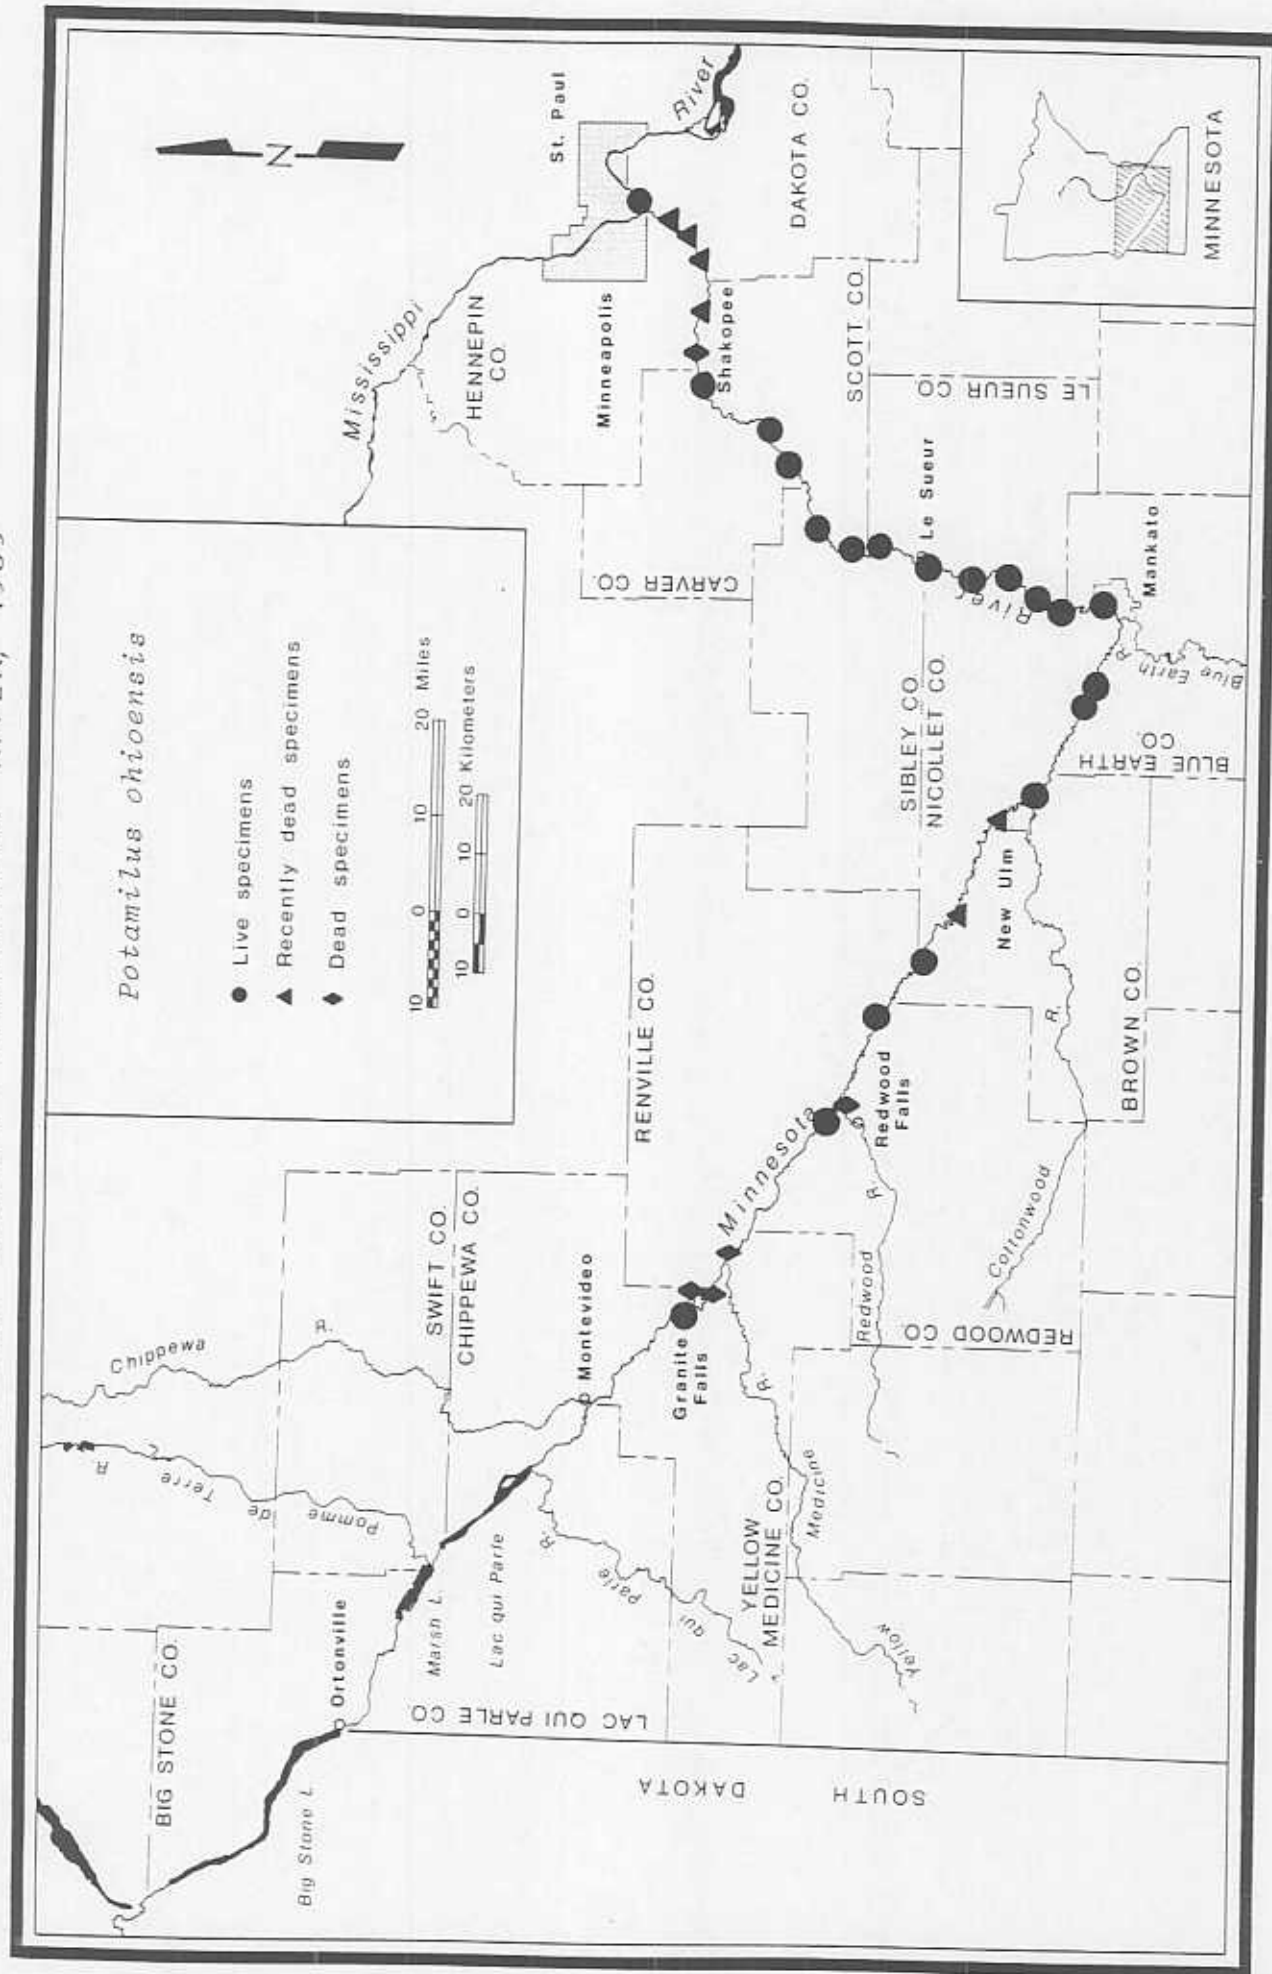 1989
Potamilus ohioensis
Live specimens
Recently dead specimens
Dead specimens
10 0 10 20 Miles
10 0 10 20 Kilometers
N
Mississippi
River
St. Paul
HENNEPIN
CO.
Minneapolis
Shakopee
DAKOTA CO.
SCOTT CO.
LE SUEUR CO
CARVER CO.
Le Sueur
River
Mankato
Blue Earth R.
BLUE EARTH
CO.
SIBLEY CO.
NICOLLET CO.
New Ulm
RENVILLE CO.
BROWN CO.
R.
Cottonwood
Minnesota
Redwood
Falls
Redwood
R.
REDWOOD CO.
SWIFT CO.
CHIPPEWA CO.
Chippewa
R.
Montevideo
Granite
Falls
Pomme
de
Terre
R.
Marsh L.
Lac qui Parle
Lac
qui
Parle
R.
YELLOW
MEDICINE CO.
Yellow
Medicine
R.
BIG STONE CO.
Ortonville
Big Stone L.
LAC QUI PARLE CO.
SOUTH
DAKOTA
MINNESOTA